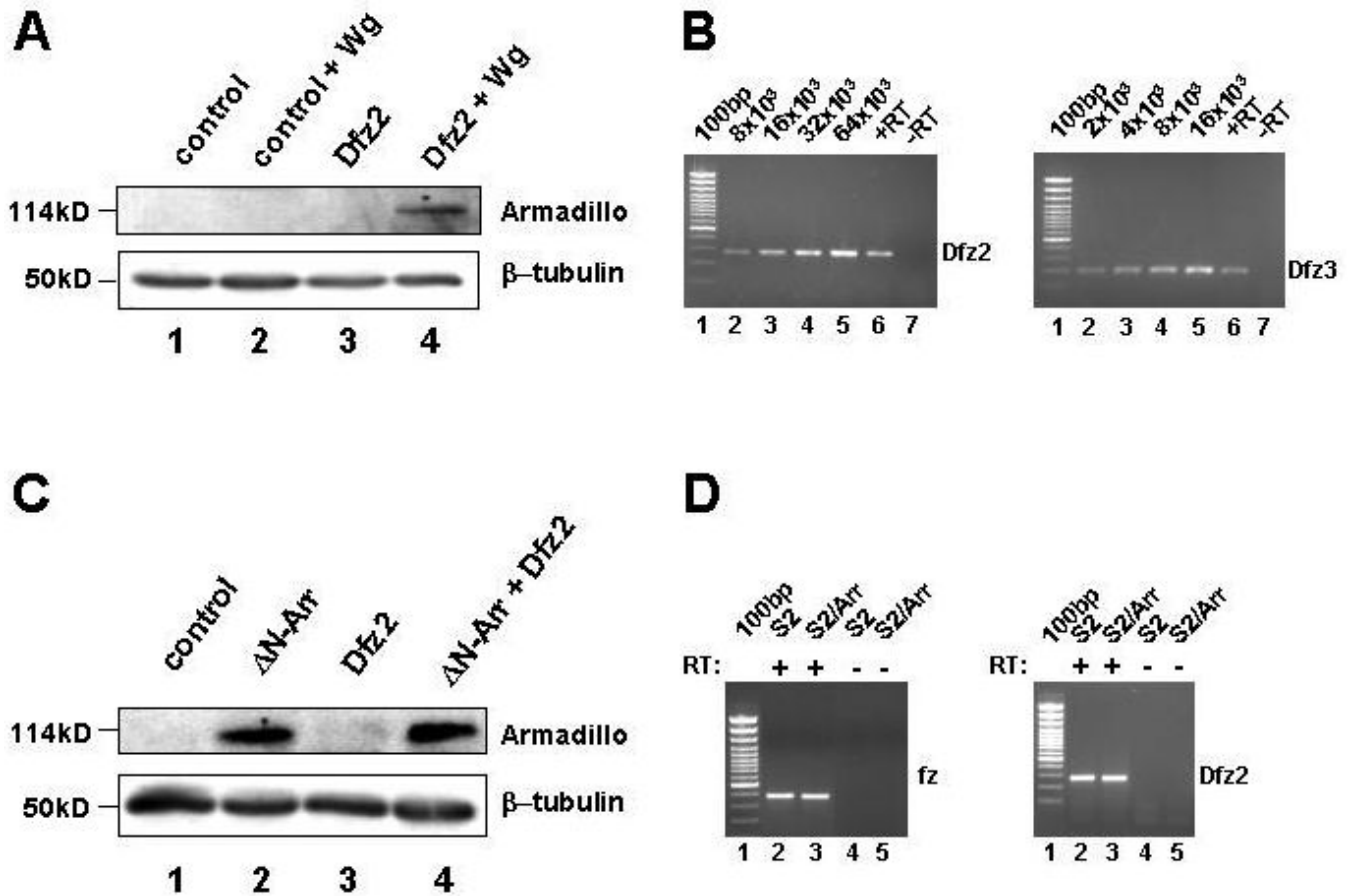 A
control
control + Wg
Dfz2
Dfz2 + Wg
114kD
Armadillo
50kD
β–tubulin
1 2 3 4
B
100bp
8x10³
16x10³
32x10³
64x10³
+RT
-RT
Dfz2
1 2 3 4 5 6 7
100bp
2x10³
4x10³
8x10³
16x10³
+RT
-RT
Dfz3
1 2 3 4 5 6 7
C
control
ΔN-Arr
Dfz2
ΔN-Arr + Dfz2
114kD
Armadillo
50kD
β–tubulin
1 2 3 4
D
100bp
S2
S2/Arr
S2
S2/Arr
RT: + + - -
fz
1 2 3 4 5
100bp
S2
S2/Arr
S2
S2/Arr
RT: + + - -
Dfz2
1 2 3 4 5